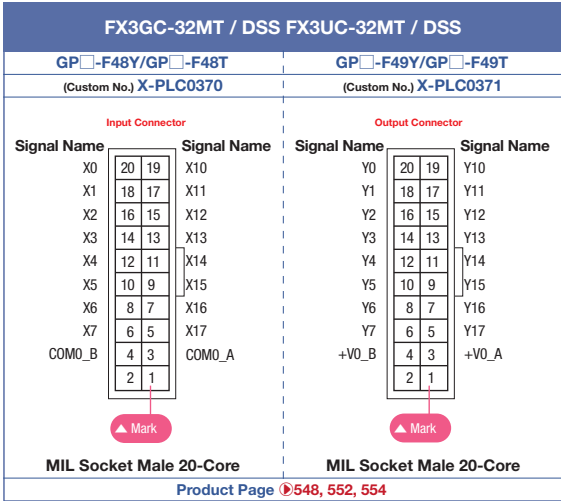 FX3GC-32MT / DSS FX3UC-32MT / DSS
GP□-F48Y/GP□-F48T GP□-F49Y/GP□-F49T
(Custom No.) X-PLC0370 (Custom No.) X-PLC0371
Input Connector Output Connector
Signal Name Signal Name Signal Name Signal Name
X0 20 19 X10 Y0 20 19 Y10
X1 18 17 X11 Y1 18 17 Y11
X2 16 15 X12 Y2 16 15 Y12
X3 14 13 X13 Y3 14 13 Y13
X4 12 11 X14 Y4 12 11 Y14
X5 10 9 X15 Y5 10 9 Y15
X6 8 7 X16 Y6 8 7 Y16
X7 6 5 X17 Y7 6 5 Y17
COM0_B 4 3 COM0_A +V0_B 4 3 +V0_A
2 1 2 1
▲ Mark ▲ Mark
MIL Socket Male 20-Core MIL Socket Male 20-Core
Product Page 548, 552, 554